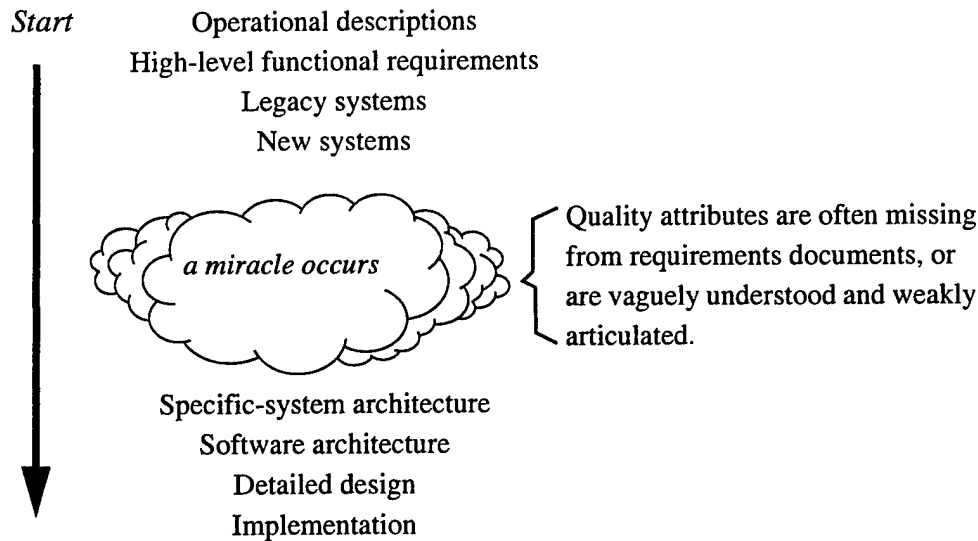 Start
Operational descriptions
High-level functional requirements
Legacy systems
New systems
a miracle occurs
Quality attributes are often missing
from requirements documents, or
are vaguely understood and weakly
articulated.
Specific-system architecture
Software architecture
Detailed design
Implementation